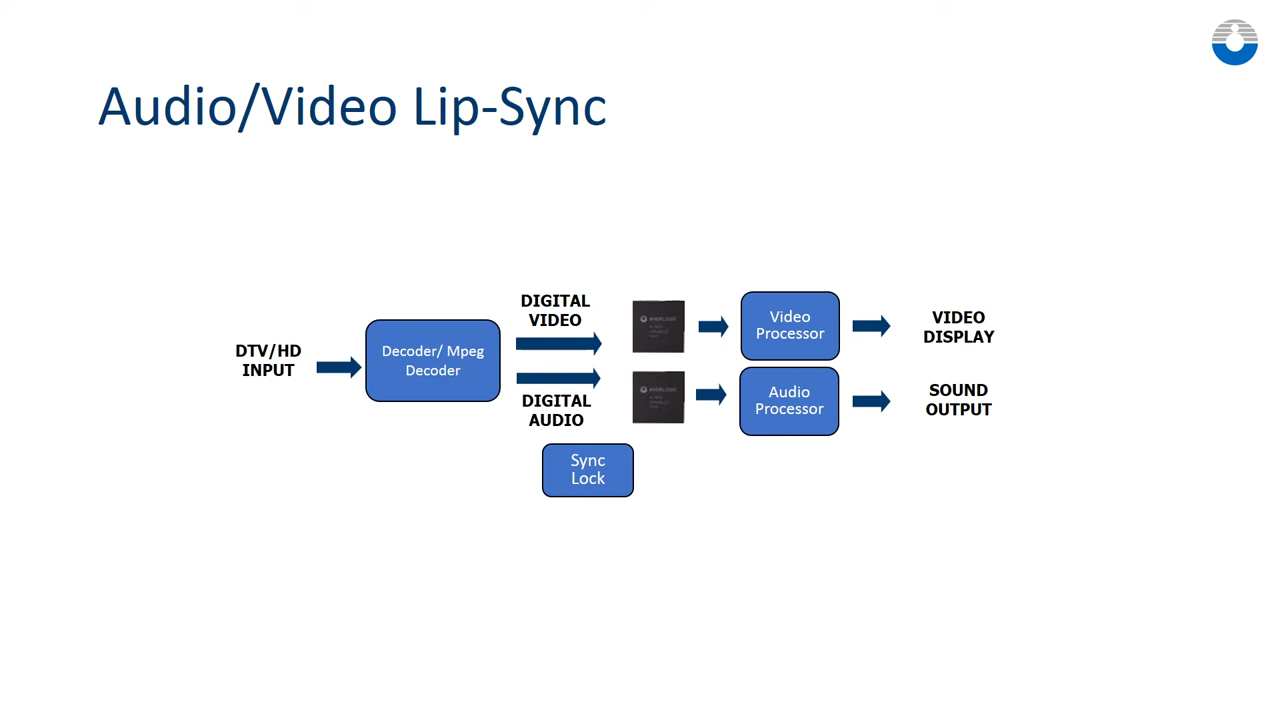 Audio/Video Lip-Sync
DTV/HD
INPUT
Decoder/ Mpeg
Decoder
DIGITAL
VIDEO
DIGITAL
AUDIO
Sync
Lock
Video
Processor
Audio
Processor
VIDEO
DISPLAY
SOUND
OUTPUT